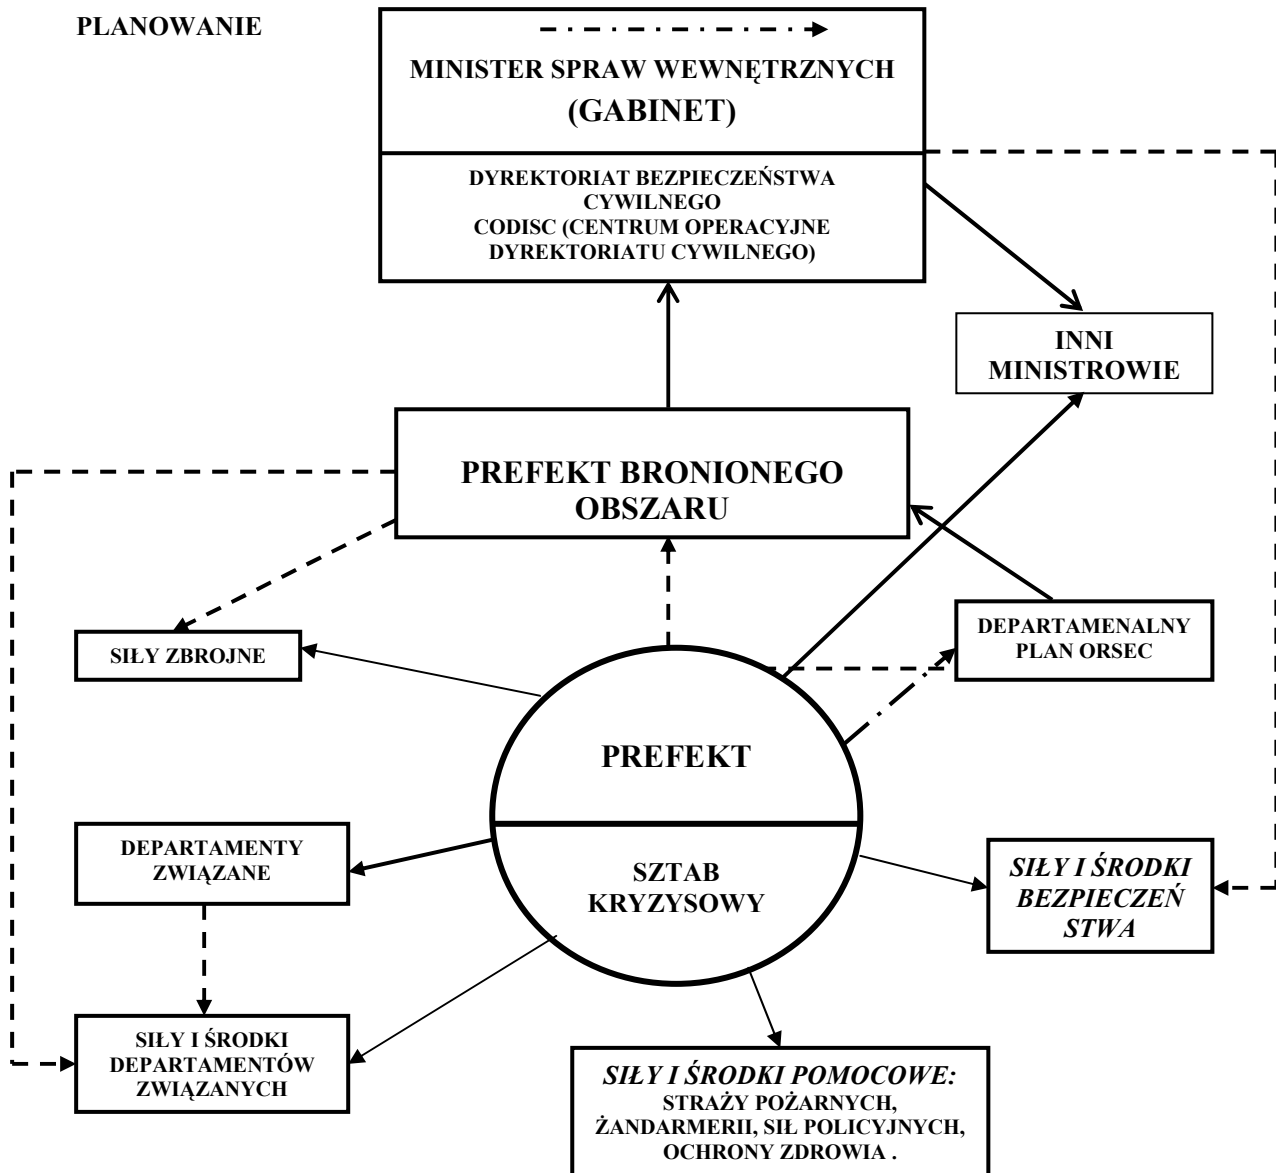 PLANOWANIE
MINISTER SPRAW WEWNĘTRZNYCH
(GABINET)
DYREKTORIAT BEZPIECZEŃSTWA
CYWILNEGO
CODISC (CENTRUM OPERACYJNE
DYREKTORIATU CYWILNEGO)
INNI
MINISTROWIE
PREFEKT BRONIONEGO
OBSZARU
SIŁY ZBROJNE
DEPARTAMENALNY
PLAN ORSEC
PREFEKT
DEPARTAMENTY
ZWIĄZANE
SZTAB
KRYZYSOWY
SIŁY I ŚRODKI
BEZPIECZEŃ
STWA
SIŁY I ŚRODKI
DEPARTAMENTÓW
ZWIĄZANYCH
SIŁY I ŚRODKI POMOCOWE:
STRAŻY POŻARNYCH,
ŻANDARMERII, SIŁ POLICYJNYCH,
OCHRONY ZDROWIA .